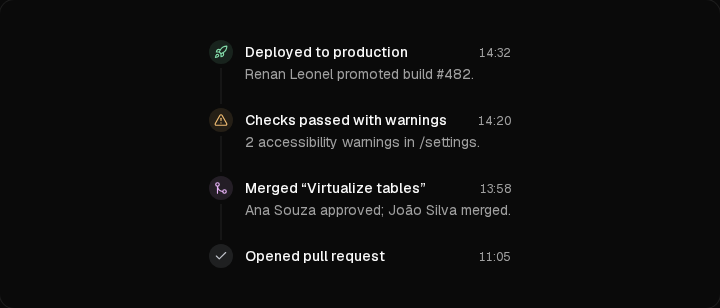 Deployed to production 14:32
Renan Leonel promoted build #482.
Checks passed with warnings 14:20
2 accessibility warnings in /settings.
Merged “Virtualize tables” 13:58
Ana Souza approved; João Silva merged.
Opened pull request 11:05